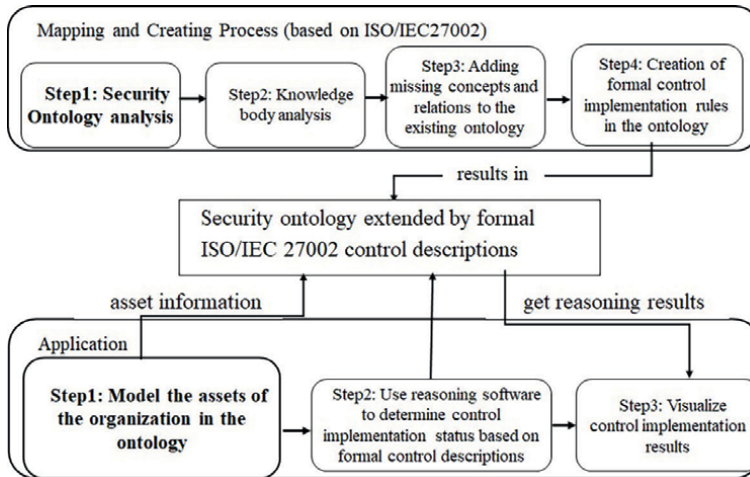 Mapping and Creating Process (based on ISO/IEC27002)
Step1: Security
Ontology analysis
Step2: Knowledge
body analysis
Step3: Adding
missing concepts and
relations to the
existing ontology
Step4: Creation of
formal control
implementation rules
in the ontology
results in
Security ontology extended by formal
ISO/IEC 27002 control descriptions
asset information
get reasoning results
Application
Step1: Model the assets of
the organization in the
ontology
Step2: Use reasoning software
to determine control
implementation status based on
formal control descriptions
Step3: Visualize
control implementation
results